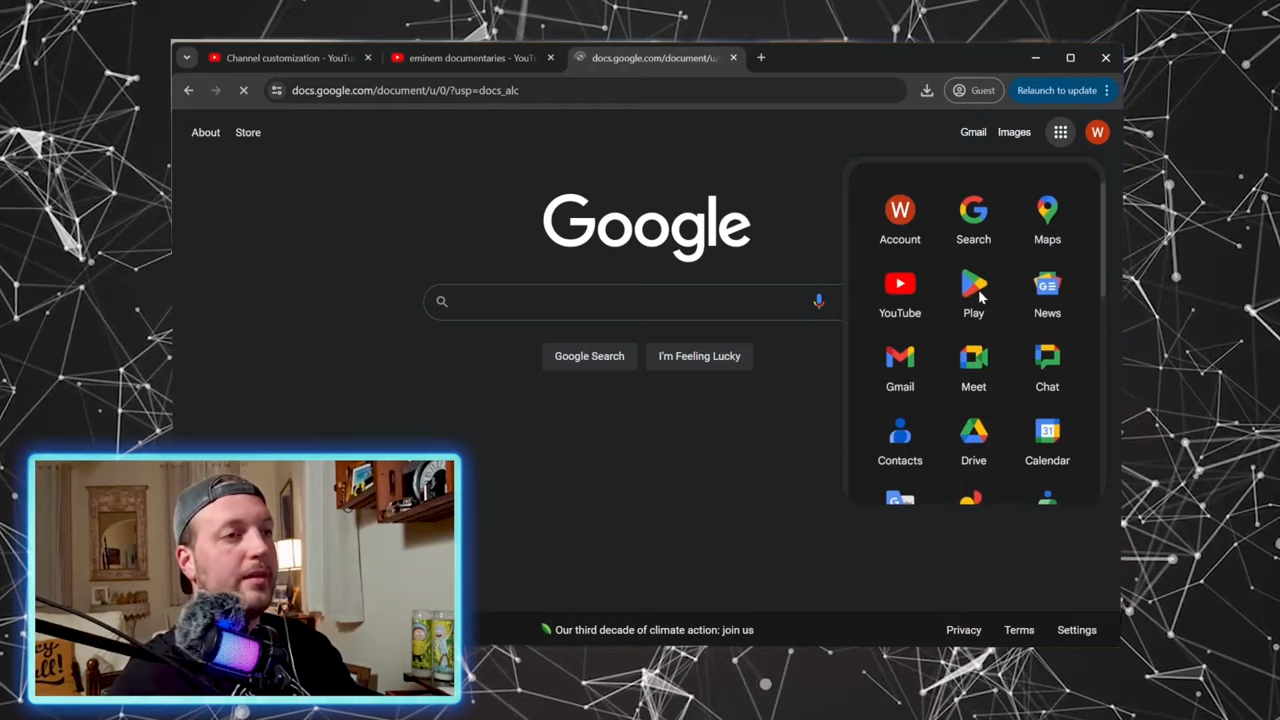 Channel customization - YouTu
eminem documentaries - YouTu
docs.google.com/document/u/
docs.google.com/document/u/0/?usp=docs_alc
Guest
Relaunch to update
About Store
Gmail Images
W
Google
Google Search
I'm Feeling Lucky
W
Account
Search
Maps
YouTube
Play
GE
News
Gmail
Meet
Chat
Contacts
Drive
31
Calendar
Our third decade of climate action: join us
Privacy Terms Settings